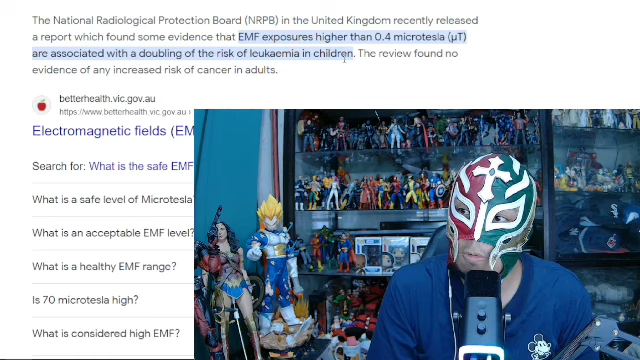 The National Radiological Protection Board (NRPB) in the United Kingdom recently released
a report which found some evidence that EMF exposures higher than 0.4 microtesla (µT)
are associated with a doubling of the risk of leukaemia in children. The review found no
evidence of any increased risk of cancer in adults.
betterhealth.vic.gov.au
https://www.betterhealth.vic.gov.au
Electromagnetic fields (EM
Search for: What is the safe EMF
What is a safe level of Microtesla
What is an acceptable EMF level?
What is a healthy EMF range?
Is 70 microtesla high?
What is considered high EMF?